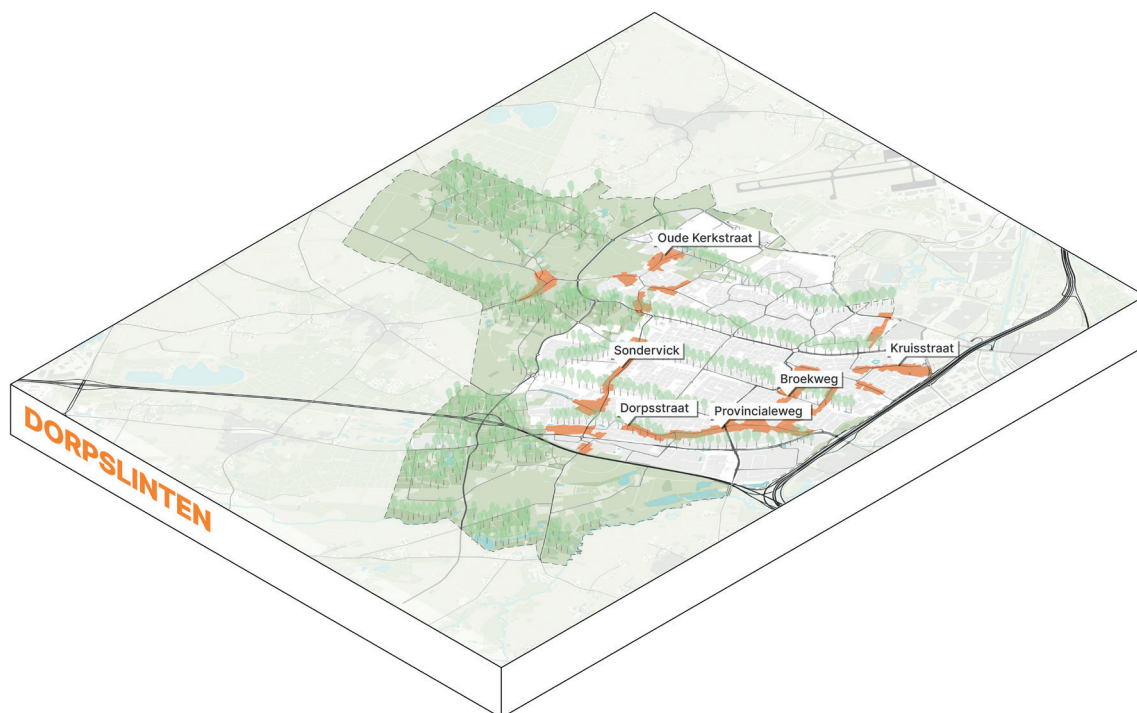 Oude Kerkstraat
Sondervick
Kruisstraat
Broekweg
Dorpsstraat
Provincialeweg
DORPSLINTEN